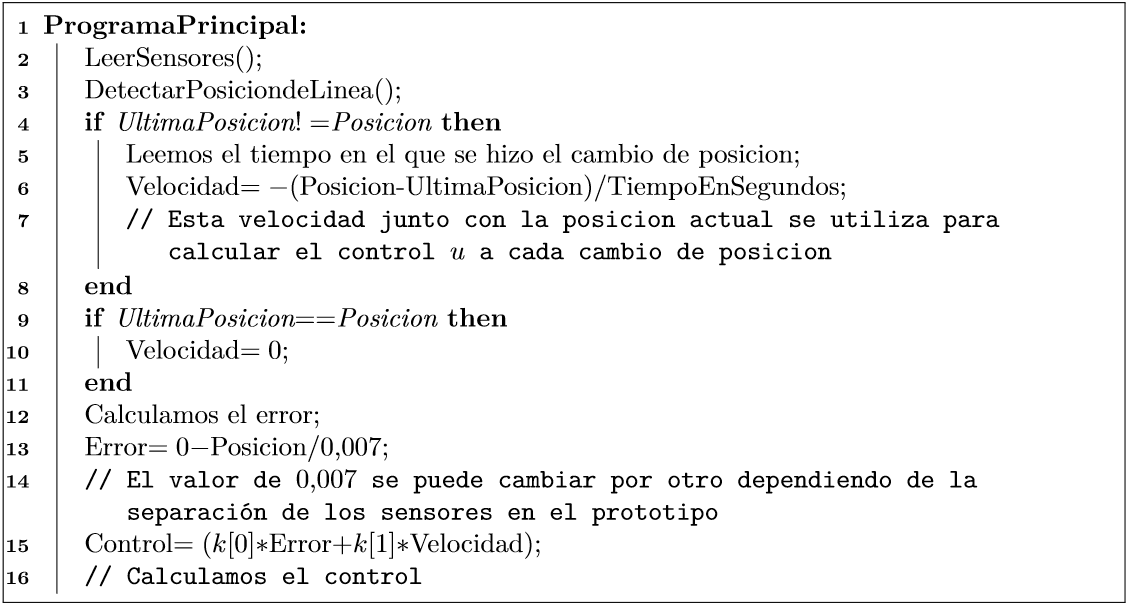 1 ProgramaPrincipal:
2 LeerSensores();
3 DetectarPosiciondeLinea();
4 if UltimaPosicion! =Posicion then
5 Leemos el tiempo en el que se hizo el cambio de posicion;
6 Velocidad= −(Posicion-UltimaPosicion)/TiempoEnSegundos;
7 // Esta velocidad junto con la posicion actual se utiliza para
calcular el control u a cada cambio de posicion
8 end
9 if UltimaPosicion==Posicion then
10 Velocidad= 0;
11 end
12 Calculamos el error;
13 Error= 0−Posicion/0,007;
14 // El valor de 0,007 se puede cambiar por otro dependiendo de la
separación de los sensores en el prototipo
15 Control= (k[0]∗Error+k[1]∗Velocidad);
16 // Calculamos el control